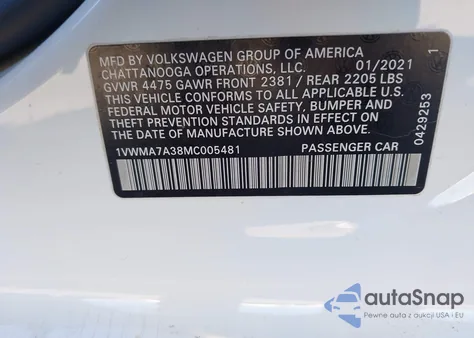 MFD BY VOLKSWAGEN GROUP OF AMERICA
CHATTANOOGA OPERATIONS, LLC. 01/2021
GVWR 4475 GAWR FRONT 2381 / REAR 2205 LBS
THIS VEHICLE CONFORMS TO ALL APPLICABLE U.S.
FEDERAL MOTOR VEHICLE SAFETY, BUMPER AND
THEFT PREVENTION STANDARDS IN EFFECT ON
THE DATE OF MANUFACTURE SHOWN ABOVE.
1VWMA7A38MC005481 PASSENGER CAR
0429253 1
autoSnap
Pewne auta z aukcji USA i EU